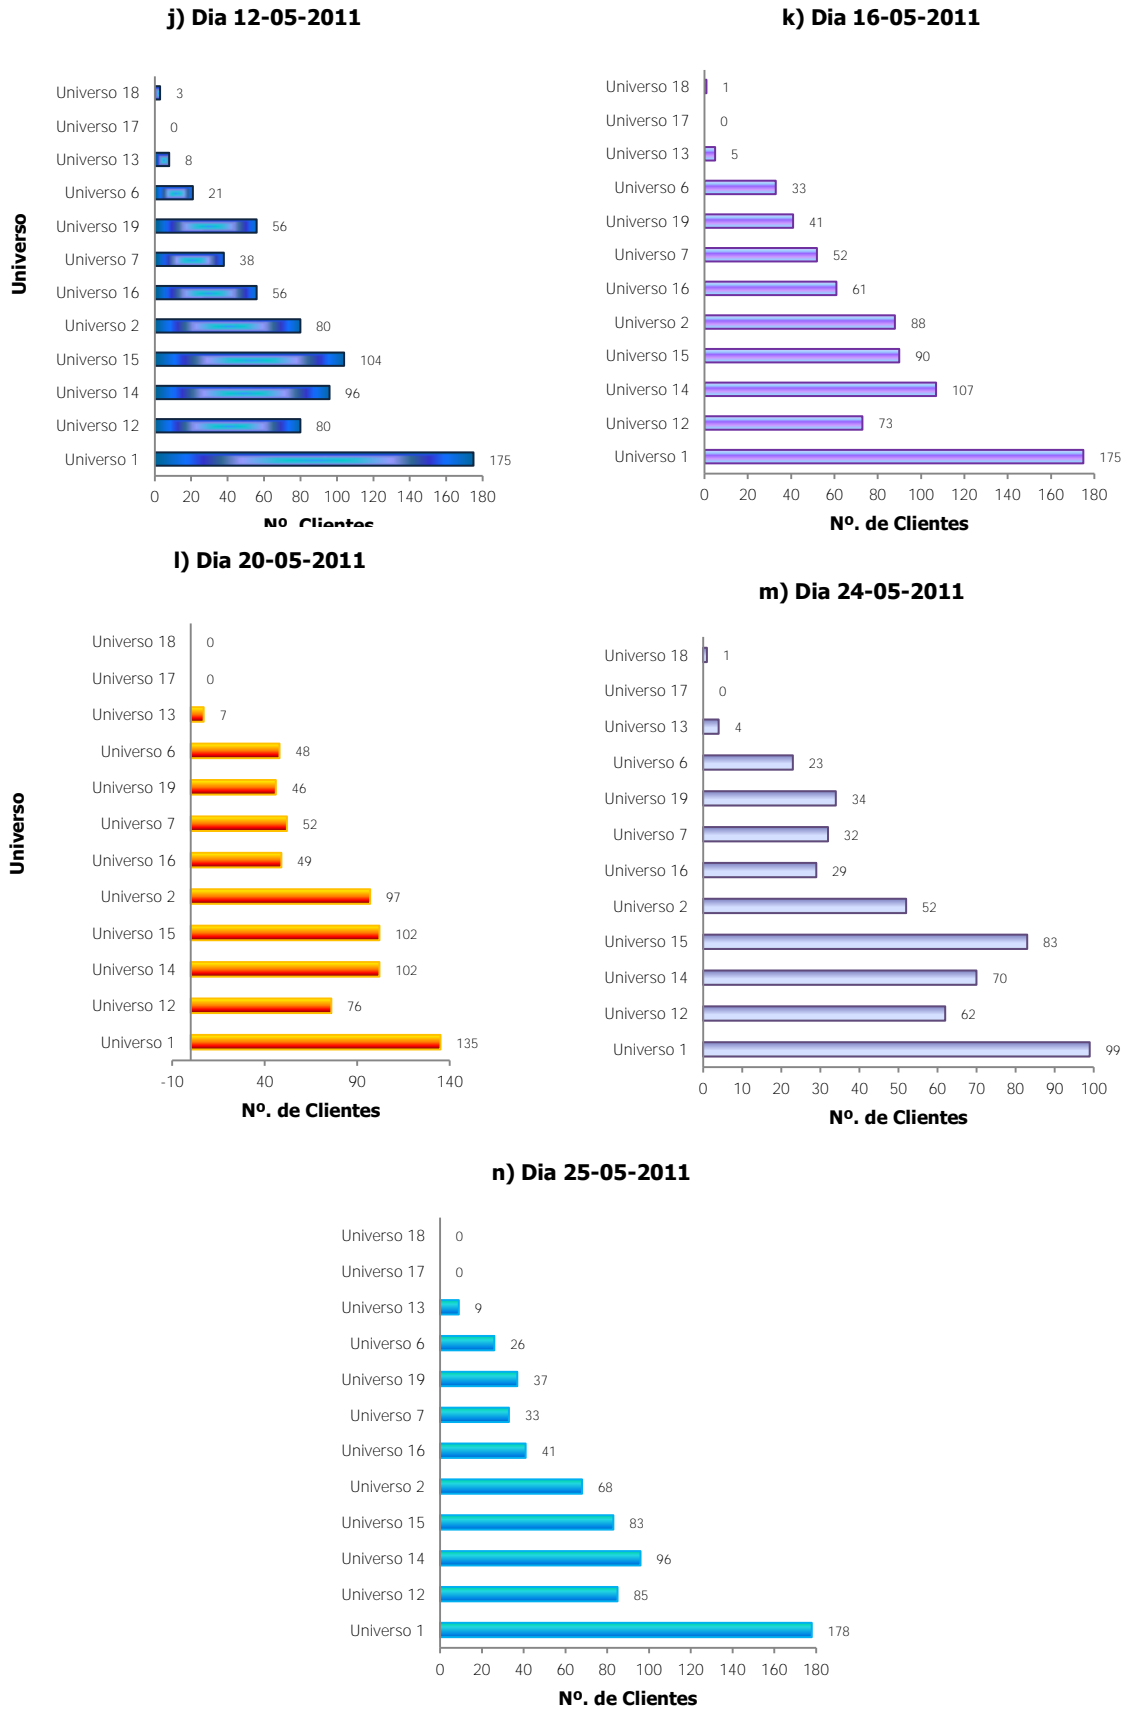 j) Dia 12-05-2011
Universo
Universo 18 3
Universo 17 0
Universo 13 8
Universo 6 21
Universo 19 56
Universo 7 38
Universo 16 56
Universo 2 80
Universo 15 104
Universo 14 96
Universo 12 80
Universo 1 175
0 20 40 60 80 100 120 140 160 180
Nº. Clientes
k) Dia 16-05-2011
Universo 18 1
Universo 17 0
Universo 13 5
Universo 6 33
Universo 19 41
Universo 7 52
Universo 16 61
Universo 2 88
Universo 15 90
Universo 14 107
Universo 12 73
Universo 1 175
0 20 40 60 80 100 120 140 160 180
Nº. de Clientes
l) Dia 20-05-2011
Universo
Universo 18 0
Universo 17 0
Universo 13 7
Universo 6 48
Universo 19 46
Universo 7 52
Universo 16 49
Universo 2 97
Universo 15 102
Universo 14 102
Universo 12 76
Universo 1 135
-10 40 90 140
Nº. de Clientes
m) Dia 24-05-2011
Universo 18 1
Universo 17 0
Universo 13 4
Universo 6 23
Universo 19 34
Universo 7 32
Universo 16 29
Universo 2 52
Universo 15 83
Universo 14 70
Universo 12 62
Universo 1 99
0 10 20 30 40 50 60 70 80 90 100
Nº. de Clientes
n) Dia 25-05-2011
Universo 18 0
Universo 17 0
Universo 13 9
Universo 6 26
Universo 19 37
Universo 7 33
Universo 16 41
Universo 2 68
Universo 15 83
Universo 14 96
Universo 12 85
Universo 1 178
0 20 40 60 80 100 120 140 160 180
Nº. de Clientes